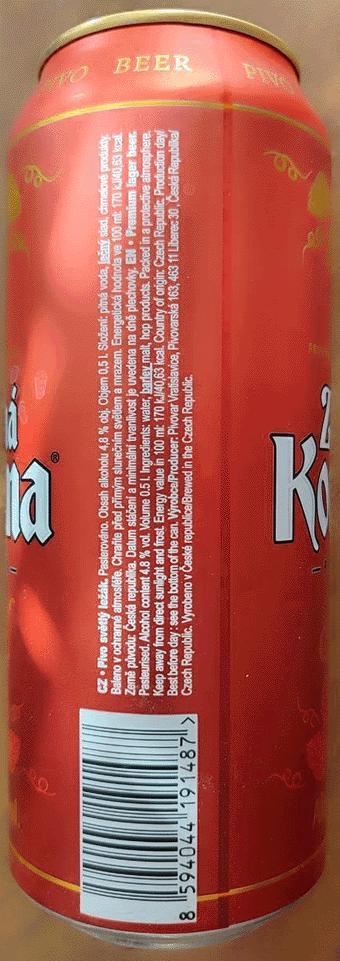 PIVO BEER PIVO
CZ • Pivo světlý ležák. Pasterováno. Obsah alkoholu 4,8 % obj. Objem 0,5 l. Složení: pitná voda, ječný slad, chmelové produkty.
Baleno v ochranné atmosféře. Chraňte před přímým slunečním světlem a mrazem. Energetická hodnota ve 100 ml: 170 kJ/40,63 kcal.
Země původu: Česká republika. Datum stáčení a minimální trvanlivost je uvedena na dně plechovky. EN • Premium lager beer.
Pasteurised. Alcohol content 4.8 % vol. Volume 0.5 l. Ingredients: water, barley malt, hop products. Packed in a protective atmosphere.
Keep away from direct sunlight and frost. Energy value in 100 ml: 170 kJ/40,63 kcal. Country of origin: Czech Republic. Production day/
Best before day : see the bottom of the can. Výrobce/Producer: Pivovar Vratislavice, Pivovarská 163, 463 11 Liberec 30, Česká Republika/
Czech Republic. Vyrobeno v České republice/Brewed in the Czech Republic.
8 594044 191487 >
á
na®
Ko